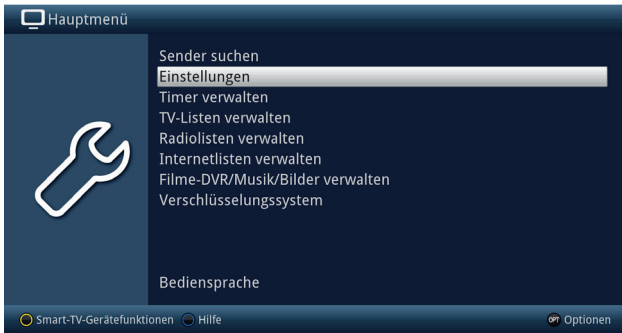 Hauptmenü
Sender suchen
Einstellungen
Timer verwalten
TV-Listen verwalten
Radiolisten verwalten
Internetlisten verwalten
Filme-DVR/Musik/Bilder verwalten
Verschlüsselungssystem
Bediensprache
Smart-TV-Gerätefunktionen Hilfe OPT Optionen